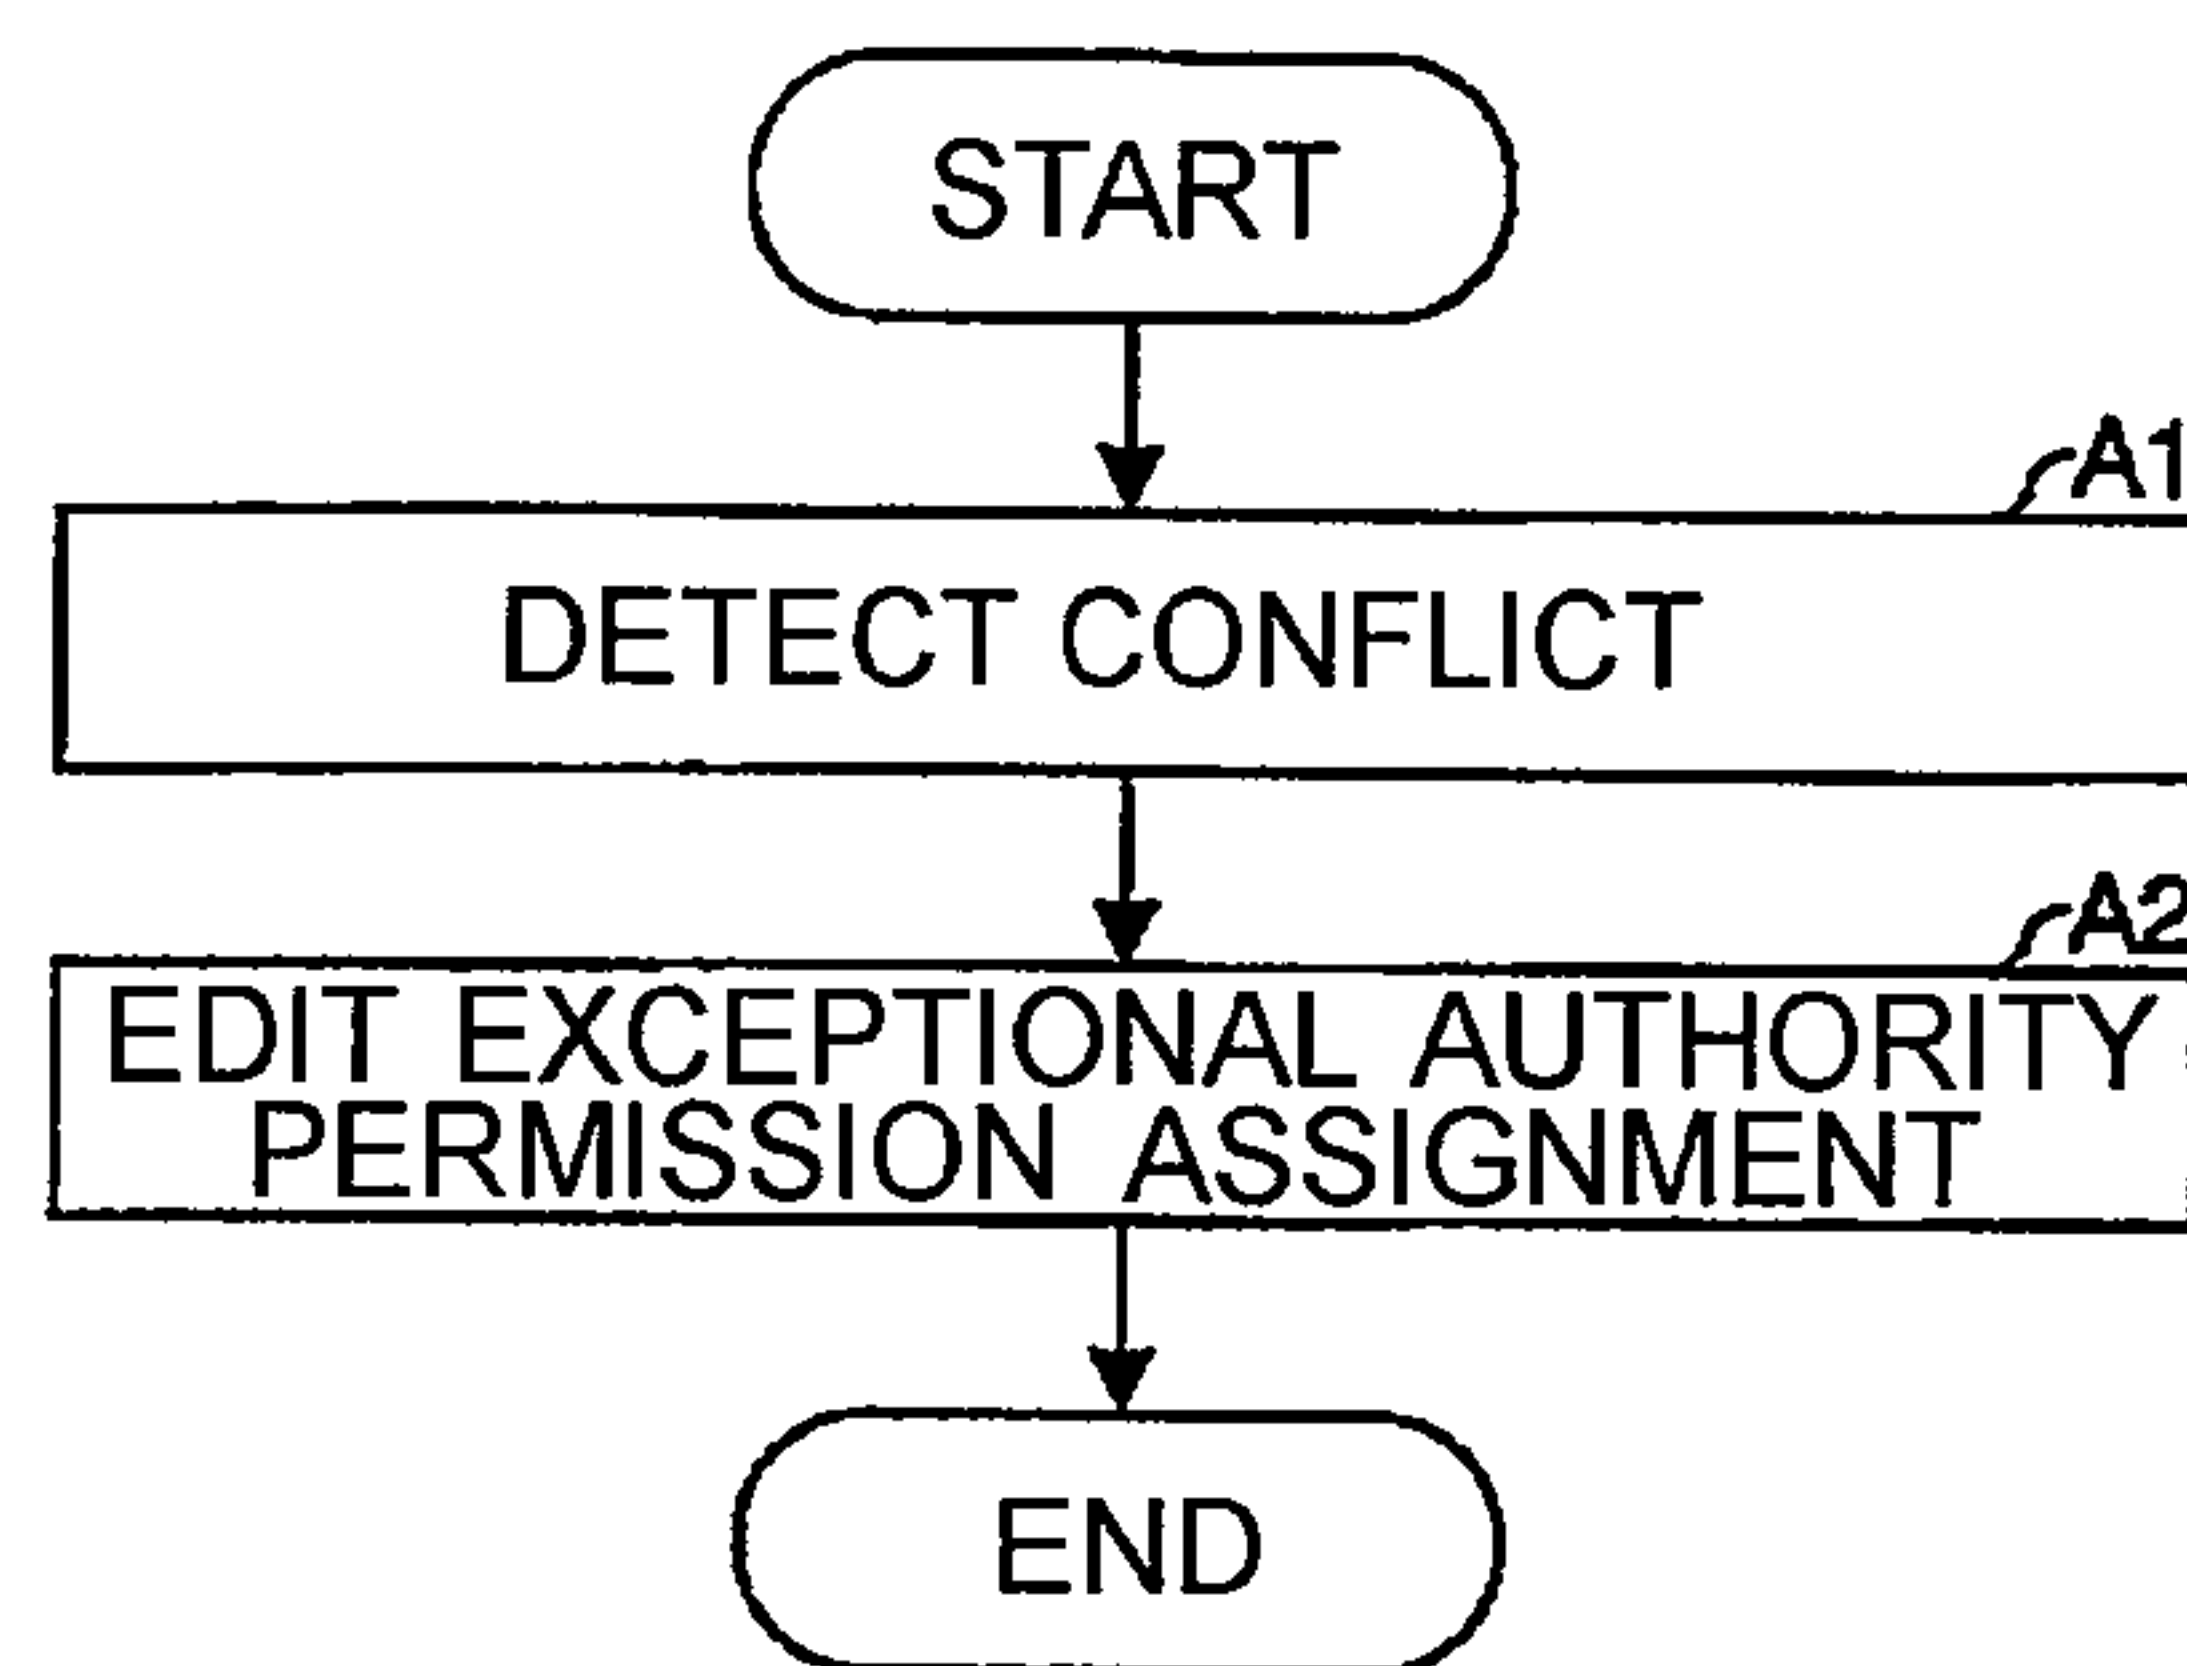 START
A1
DETECT CONFLICT
A2
EDIT EXCEPTIONAL AUTHORITY
PERMISSION ASSIGNMENT
END